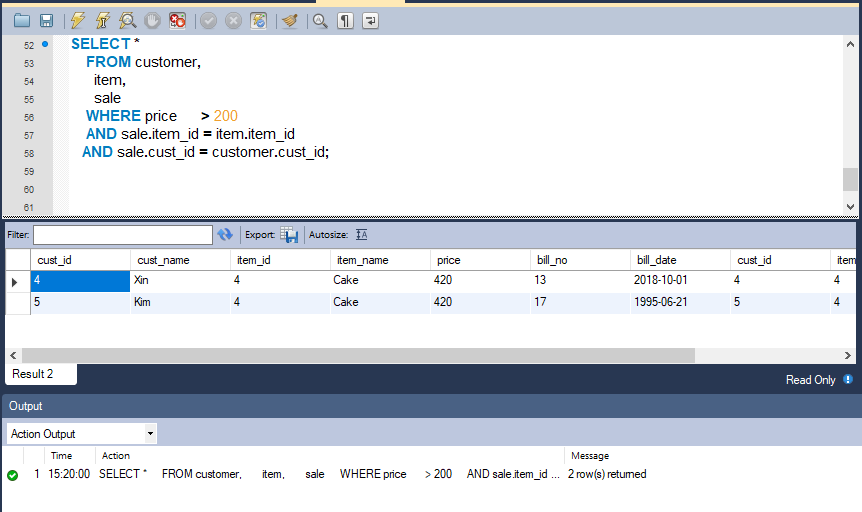 52 SELECT *
53 FROM customer,
54 item,
55 sale
56 WHERE price > 200
57 AND sale.item_id = item.item_id
58 AND sale.cust_id = customer.cust_id;
59
60
61
Filter: Export: Autosize:
cust_id cust_name item_id item_name price bill_no bill_date cust_id item
4 Xin 4 Cake 420 13 2018-10-01 4 4
5 Kim 4 Cake 420 17 1995-06-21 5 4
Result 2
Read Only
Output
Action Output
Time Action Message
1 15:20:00 SELECT * FROM customer, item, sale WHERE price > 200 AND sale.item_id ... 2 row(s) returned